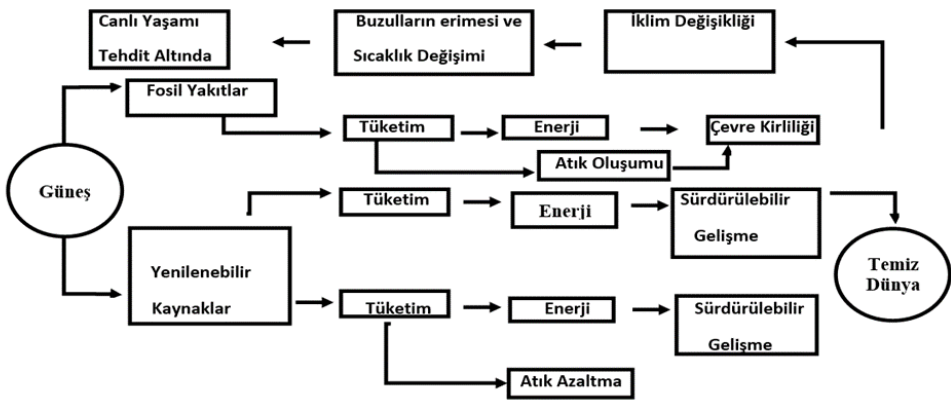 Canlı Yaşamı
Tehdit Altında
Buzulların erimesi ve
Sıcaklık Değişimi
İklim Değişikliği
Fosil Yakıtlar
Tüketim
Enerji
Çevre Kirliliği
Atık Oluşumu
Güneş
Tüketim
Enerji
Sürdürülebilir
Gelişme
Temiz
Dünya
Yenilenebilir
Kaynaklar
Tüketim
Enerji
Sürdürülebilir
Gelişme
Atık Azaltma